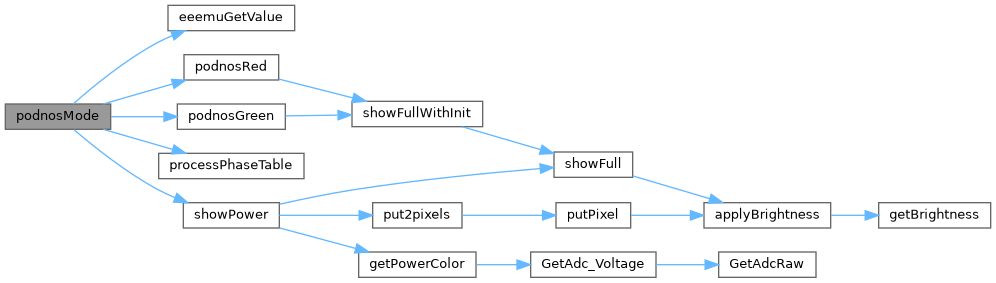 eeemuGetValue
podnosRed
showFullWithInit
podnosMode
podnosGreen
processPhaseTable
showFull
showPower
put2pixels
putPixel
applyBrightness
getBrightness
getPowerColor
GetAdc_Voltage
GetAdcRaw